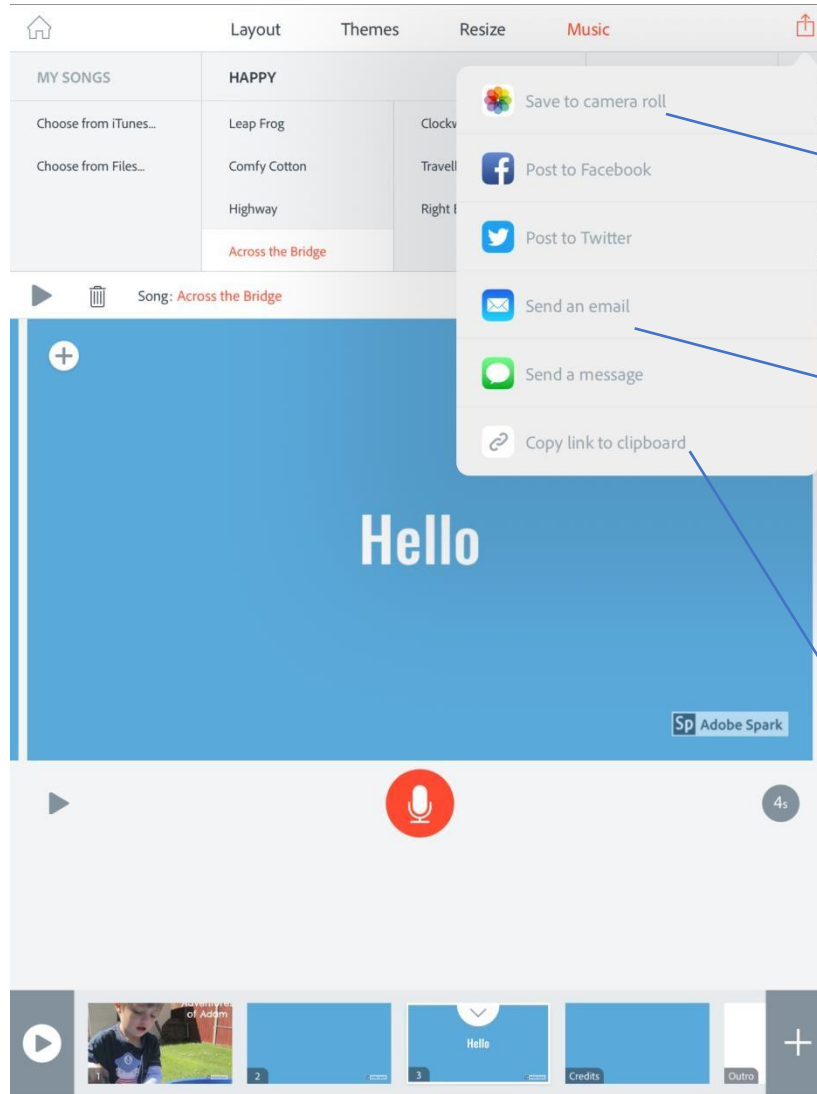 Layout Themes Resize Music
MY SONGS HAPPY
Choose from iTunes... Leap Frog
Choose from Files... Comfy Cotton
Highway Right
Across the Bridge
Song: Across the Bridge
Save to camera roll
Post to Facebook
Post to Twitter
Send an email
Send a message
Copy link to clipboard
Hello
Sp Adobe Spark
4s
of Adam
1
2
Hello
3
Credits
Outro